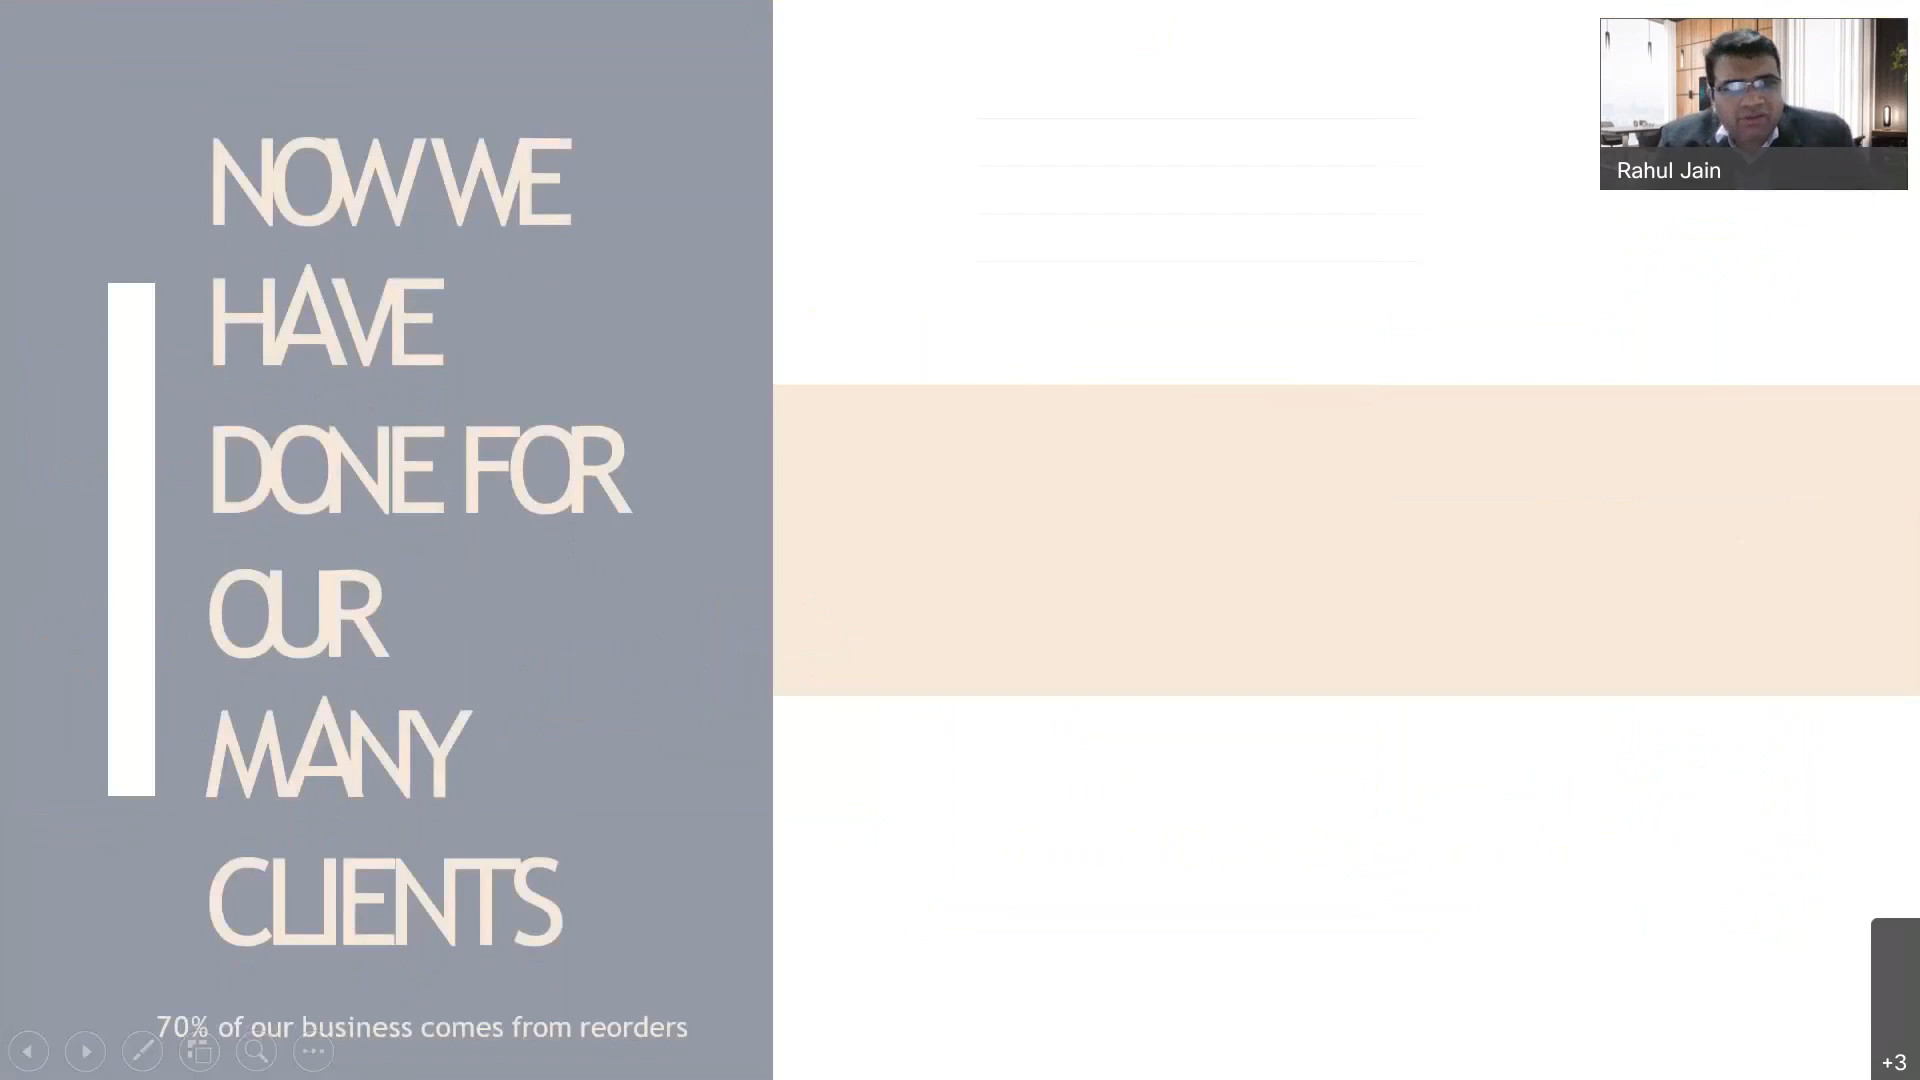 NOW WE
HAVE
DONE FOR
OUR
MANY
CLIENTS
70% of our business comes from reorders
Rahul Jain
+3